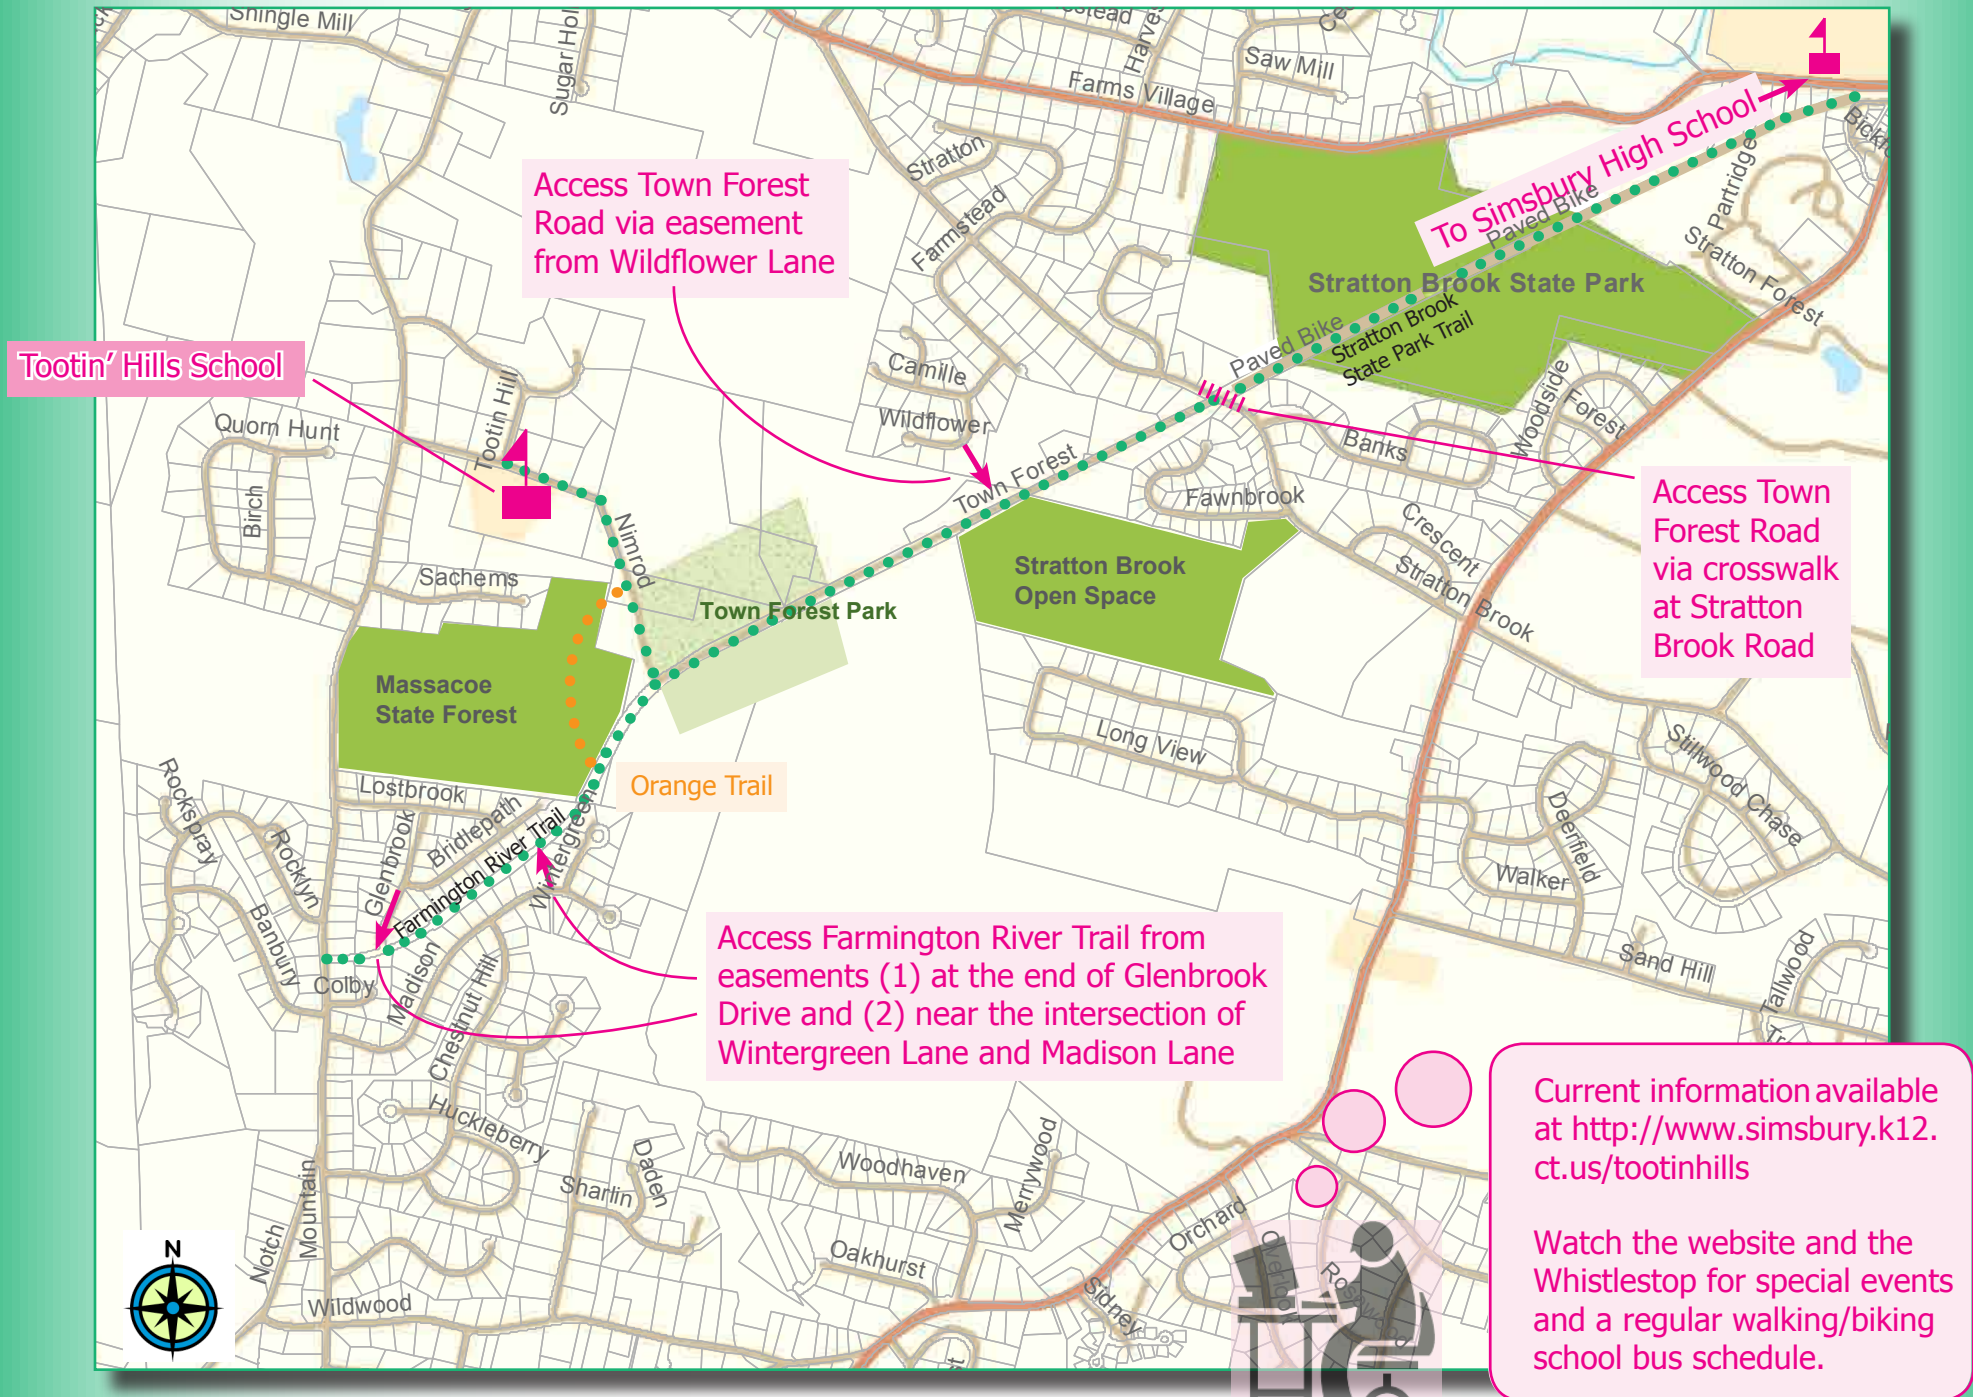 Shingle Mill
Sugar Hol
stead
Harves
Saw Mill
Farms Village
To Simsbury High School
Bickfo
Partridge
Stratton
Farmstead
Access Town Forest
Road via easement
from Wildflower Lane
Paved Bike
Stratton Forest
Stratton Brook State Park
Stratton Brook
State Park Trail
Paved Bike
Tootin’ Hills School
Tootin Hill
Camille
Wildflower
Quorn Hunt
Birch
Woodside
Forest
Banks
Town Forest
Fawnbrook
Crescent
Stratton Brook
Access Town
Forest Road
via crosswalk
at Stratton
Brook Road
Nimrod
Sachems
Stratton Brook
Open Space
Town Forest Park
Massacoe
State Forest
Long View
Stillwood Chase
Orange Trail
Lostbrook
Rockspray
Rocklyn
Glenbrook
Bridlepath
Farmington River Trail
Wintergreen
Deerfield
Walker
Banbury
Colby
Madison
Chestnut Hill
Access Farmington River Trail from
easements (1) at the end of Glenbrook
Drive and (2) near the intersection of
Wintergreen Lane and Madison Lane
Sand Hill
Tallwood
Huckleberry
Daden
Sharlin
Woodhaven
Merrywood
Oakhurst
Orchard
Overlook
Rosewood
Sidney
Mountain
Notch
Wildwood
N
Current information available
at http://www.simsbury.k12.
ct.us/tootinhills
Watch the website and the
Whistlestop for special events
and a regular walking/biking
school bus schedule.